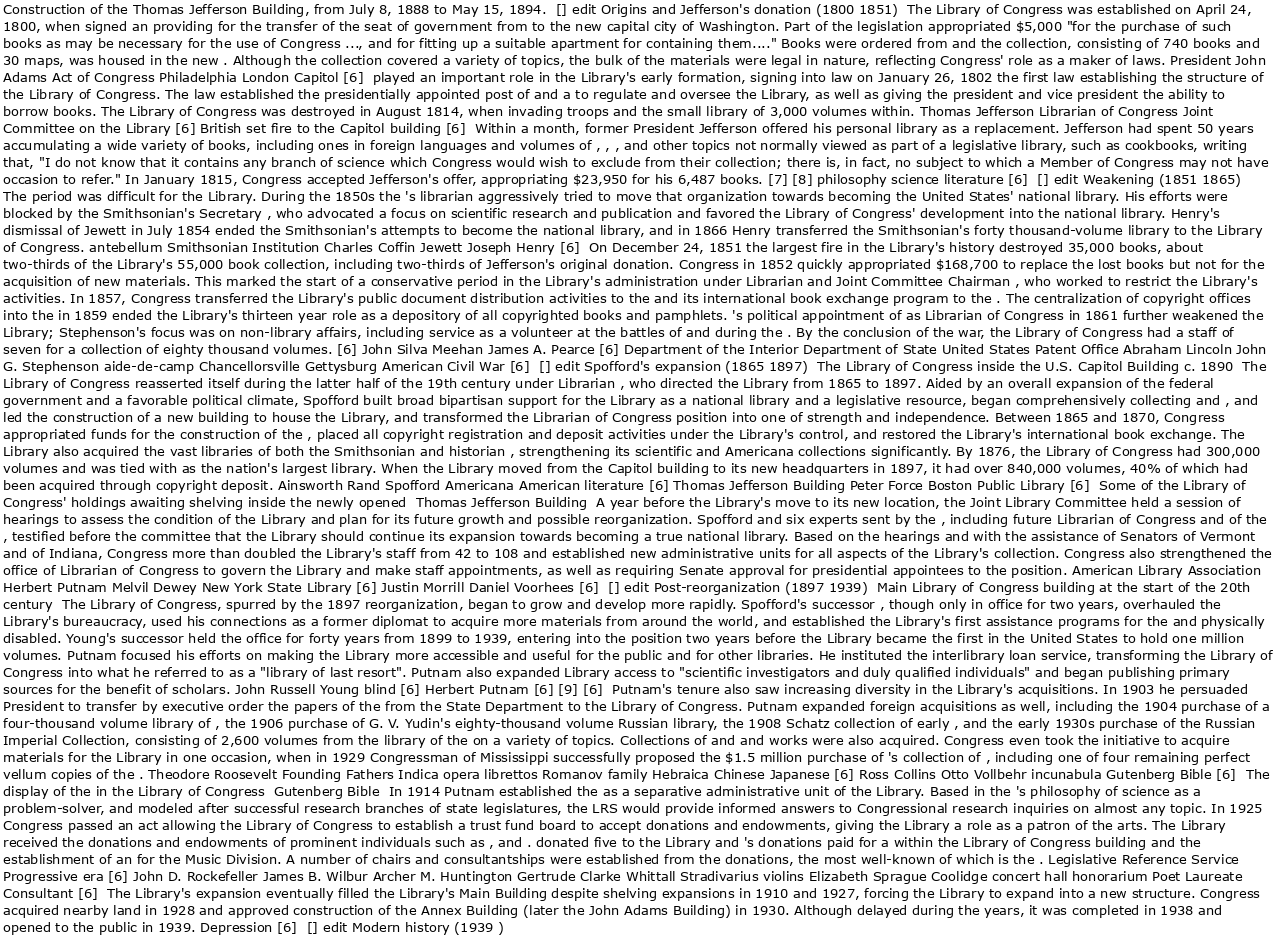 Construction of the Thomas Jefferson Building, from July 8, 1888 to May 15, 1894.  [] edit Origins and Jefferson's donation (1800 1851)  The Library of Congress was established on April 24,
1800, when signed an providing for the transfer of the seat of government from to the new capital city of Washington. Part of the legislation appropriated $5,000 "for the purchase of such
books as may be necessary for the use of Congress ..., and for fitting up a suitable apartment for containing them...." Books were ordered from and the collection, consisting of 740 books and
30 maps, was housed in the new . Although the collection covered a variety of topics, the bulk of the materials were legal in nature, reflecting Congress' role as a maker of laws. President John
Adams Act of Congress Philadelphia London Capitol [6]  played an important role in the Library's early formation, signing into law on January 26, 1802 the first law establishing the structure of
the Library of Congress. The law established the presidentially appointed post of and a to regulate and oversee the Library, as well as giving the president and vice president the ability to
borrow books. The Library of Congress was destroyed in August 1814, when invading troops and the small library of 3,000 volumes within. Thomas Jefferson Librarian of Congress Joint
Committee on the Library [6] British set fire to the Capitol building [6]  Within a month, former President Jefferson offered his personal library as a replacement. Jefferson had spent 50 years
accumulating a wide variety of books, including ones in foreign languages and volumes of , , , and other topics not normally viewed as part of a legislative library, such as cookbooks, writing
that, "I do not know that it contains any branch of science which Congress would wish to exclude from their collection; there is, in fact, no subject to which a Member of Congress may not have
occasion to refer." In January 1815, Congress accepted Jefferson's offer, appropriating $23,950 for his 6,487 books. [7] [8] philosophy science literature [6]  [] edit Weakening (1851 1865)
The period was difficult for the Library. During the 1850s the 's librarian aggressively tried to move that organization towards becoming the United States' national library. His efforts were
blocked by the Smithsonian's Secretary , who advocated a focus on scientific research and publication and favored the Library of Congress' development into the national library. Henry's
dismissal of Jewett in July 1854 ended the Smithsonian's attempts to become the national library, and in 1866 Henry transferred the Smithsonian's forty thousand-volume library to the Library
of Congress. antebellum Smithsonian Institution Charles Coffin Jewett Joseph Henry [6]  On December 24, 1851 the largest fire in the Library's history destroyed 35,000 books, about
two-thirds of the Library's 55,000 book collection, including two-thirds of Jefferson's original donation. Congress in 1852 quickly appropriated $168,700 to replace the lost books but not for the
acquisition of new materials. This marked the start of a conservative period in the Library's administration under Librarian and Joint Committee Chairman , who worked to restrict the Library's
activities. In 1857, Congress transferred the Library's public document distribution activities to the and its international book exchange program to the . The centralization of copyright offices
into the in 1859 ended the Library's thirteen year role as a depository of all copyrighted books and pamphlets. 's political appointment of as Librarian of Congress in 1861 further weakened the
Library; Stephenson's focus was on non-library affairs, including service as a volunteer at the battles of and during the . By the conclusion of the war, the Library of Congress had a staff of
seven for a collection of eighty thousand volumes. [6] John Silva Meehan James A. Pearce [6] Department of the Interior Department of State United States Patent Office Abraham Lincoln John
G. Stephenson aide-de-camp Chancellorsville Gettysburg American Civil War [6]  [] edit Spofford's expansion (1865 1897)  The Library of Congress inside the U.S. Capitol Building c. 1890  The
Library of Congress reasserted itself during the latter half of the 19th century under Librarian , who directed the Library from 1865 to 1897. Aided by an overall expansion of the federal
government and a favorable political climate, Spofford built broad bipartisan support for the Library as a national library and a legislative resource, began comprehensively collecting and , and
led the construction of a new building to house the Library, and transformed the Librarian of Congress position into one of strength and independence. Between 1865 and 1870, Congress
appropriated funds for the construction of the , placed all copyright registration and deposit activities under the Library's control, and restored the Library's international book exchange. The
Library also acquired the vast libraries of both the Smithsonian and historian , strengthening its scientific and Americana collections significantly. By 1876, the Library of Congress had 300,000
volumes and was tied with as the nation's largest library. When the Library moved from the Capitol building to its new headquarters in 1897, it had over 840,000 volumes, 40% of which had
been acquired through copyright deposit. Ainsworth Rand Spofford Americana American literature [6] Thomas Jefferson Building Peter Force Boston Public Library [6]  Some of the Library of
Congress' holdings awaiting shelving inside the newly opened  Thomas Jefferson Building  A year before the Library's move to its new location, the Joint Library Committee held a session of
hearings to assess the condition of the Library and plan for its future growth and possible reorganization. Spofford and six experts sent by the , including future Librarian of Congress and of the
, testified before the committee that the Library should continue its expansion towards becoming a true national library. Based on the hearings and with the assistance of Senators of Vermont
and of Indiana, Congress more than doubled the Library's staff from 42 to 108 and established new administrative units for all aspects of the Library's collection. Congress also strengthened the
office of Librarian of Congress to govern the Library and make staff appointments, as well as requiring Senate approval for presidential appointees to the position. American Library Association
Herbert Putnam Melvil Dewey New York State Library [6] Justin Morrill Daniel Voorhees [6]  [] edit Post-reorganization (1897 1939)  Main Library of Congress building at the start of the 20th
century  The Library of Congress, spurred by the 1897 reorganization, began to grow and develop more rapidly. Spofford's successor , though only in office for two years, overhauled the
Library's bureaucracy, used his connections as a former diplomat to acquire more materials from around the world, and established the Library's first assistance programs for the and physically
disabled. Young's successor held the office for forty years from 1899 to 1939, entering into the position two years before the Library became the first in the United States to hold one million
volumes. Putnam focused his efforts on making the Library more accessible and useful for the public and for other libraries. He instituted the interlibrary loan service, transforming the Library of
Congress into what he referred to as a "library of last resort". Putnam also expanded Library access to "scientific investigators and duly qualified individuals" and began publishing primary
sources for the benefit of scholars. John Russell Young blind [6] Herbert Putnam [6] [9] [6]  Putnam's tenure also saw increasing diversity in the Library's acquisitions. In 1903 he persuaded
President to transfer by executive order the papers of the from the State Department to the Library of Congress. Putnam expanded foreign acquisitions as well, including the 1904 purchase of a
four-thousand volume library of , the 1906 purchase of G. V. Yudin's eighty-thousand volume Russian library, the 1908 Schatz collection of early , and the early 1930s purchase of the Russian
Imperial Collection, consisting of 2,600 volumes from the library of the on a variety of topics. Collections of and and works were also acquired. Congress even took the initiative to acquire
materials for the Library in one occasion, when in 1929 Congressman of Mississippi successfully proposed the $1.5 million purchase of 's collection of , including one of four remaining perfect
vellum copies of the . Theodore Roosevelt Founding Fathers Indica opera librettos Romanov family Hebraica Chinese Japanese [6] Ross Collins Otto Vollbehr incunabula Gutenberg Bible [6]  The
display of the in the Library of Congress  Gutenberg Bible  In 1914 Putnam established the as a separative administrative unit of the Library. Based in the 's philosophy of science as a
problem-solver, and modeled after successful research branches of state legislatures, the LRS would provide informed answers to Congressional research inquiries on almost any topic. In 1925
Congress passed an act allowing the Library of Congress to establish a trust fund board to accept donations and endowments, giving the Library a role as a patron of the arts. The Library
received the donations and endowments of prominent individuals such as , and . donated five to the Library and 's donations paid for a within the Library of Congress building and the
establishment of an for the Music Division. A number of chairs and consultantships were established from the donations, the most well-known of which is the . Legislative Reference Service
Progressive era [6] John D. Rockefeller James B. Wilbur Archer M. Huntington Gertrude Clarke Whittall Stradivarius violins Elizabeth Sprague Coolidge concert hall honorarium Poet Laureate
Consultant [6]  The Library's expansion eventually filled the Library's Main Building despite shelving expansions in 1910 and 1927, forcing the Library to expand into a new structure. Congress
acquired nearby land in 1928 and approved construction of the Annex Building (later the John Adams Building) in 1930. Although delayed during the years, it was completed in 1938 and
opened to the public in 1939. Depression [6]  [] edit Modern history (1939 )